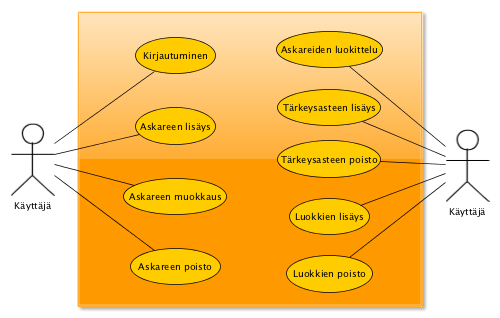 Kirjautuminen
Askareen lisäys
Askareen muokkaus
Askareen poisto
Askareiden luokittelu
Tärkeysasteen lisäys
Tärkeysasteen poisto
Luokkien lisäys
Luokkien poisto
Käyttäjä
Käyttäjä